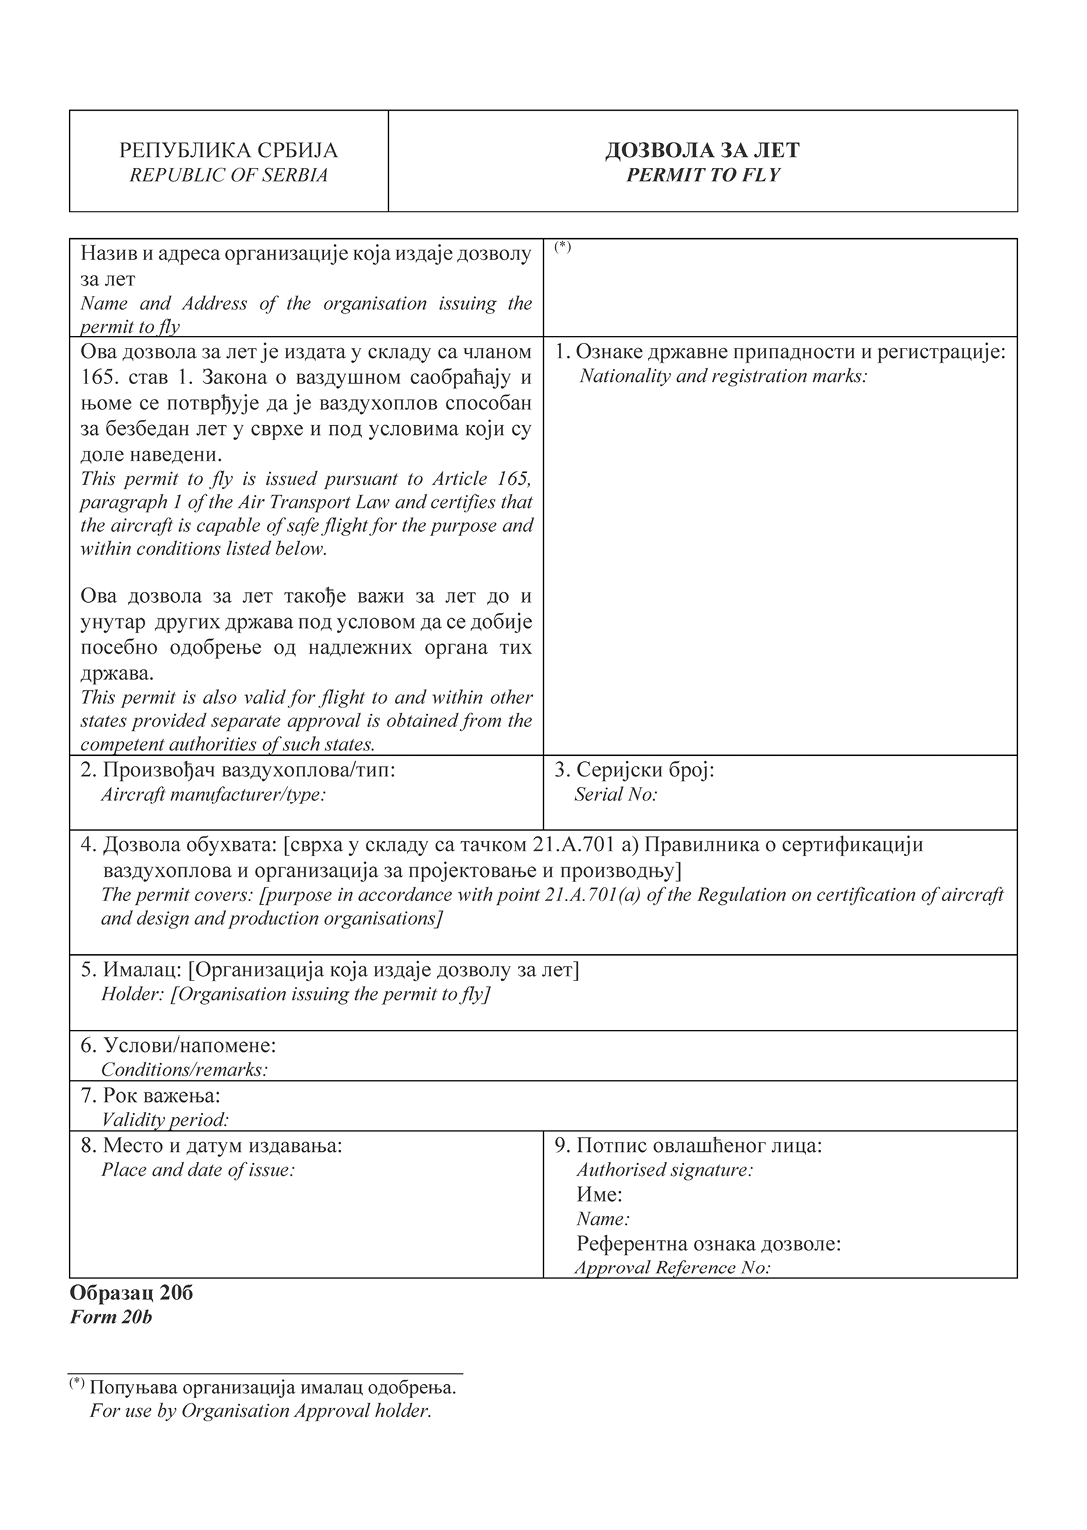 РЕПУБЛИКА СРБИЈА
REPUBLIC OF SERBIA
ДОЗВОЛА ЗА ЛЕТ
PERMIT TO FLY
Назив и адреса организације која издаје дозволу
за лет
Name and Address of the organisation issuing the
permit to fly
(*)
Ова дозвола за лет је издата у складу са чланом
165. став 1. Закона о ваздушном саобраћају и
њоме се потврђује да је ваздухоплов способан
за безбедан лет у сврхе и под условима који су
доле наведени.
This permit to fly is issued pursuant to Article 165,
paragraph 1 of the Air Transport Law and certifies that
the aircraft is capable of safe flight for the purpose and
within conditions listed below.
Ова дозвола за лет такође важи за лет до и
унутар других држава под условом да се добије
посебно одобрење од надлежних органа тих
држава.
This permit is also valid for flight to and within other
states provided separate approval is obtained from the
competent authorities of such states.
1. Ознаке државне припадности и регистрације:
Nationality and registration marks:
2. Произвођач ваздухоплова/тип:
Aircraft manufacturer/type:
3. Серијски број:
Serial No:
4. Дозвола обухвата: [сврха у складу са тачком 21.А.701 а) Правилника о сертификацији
ваздухоплова и организација за пројектовање и производњу]
The permit covers: [purpose in accordance with point 21.A.701(a) of the Regulation on certification of aircraft
and design and production organisations]
5. Ималац: [Организација која издаје дозволу за лет]
Holder: [Organisation issuing the permit to fly]
6. Услови/напомене:
Conditions/remarks:
7. Рок важења:
Validity period:
8. Место и датум издавања:
Place and date of issue:
9. Потпис овлашћеног лица:
Authorised signature:
Име:
Name:
Референтна ознака дозволе:
Approval Reference No:
Образац 20б
Form 20b
(*) Попуњава организација ималац одобрења.
For use by Organisation Approval holder.